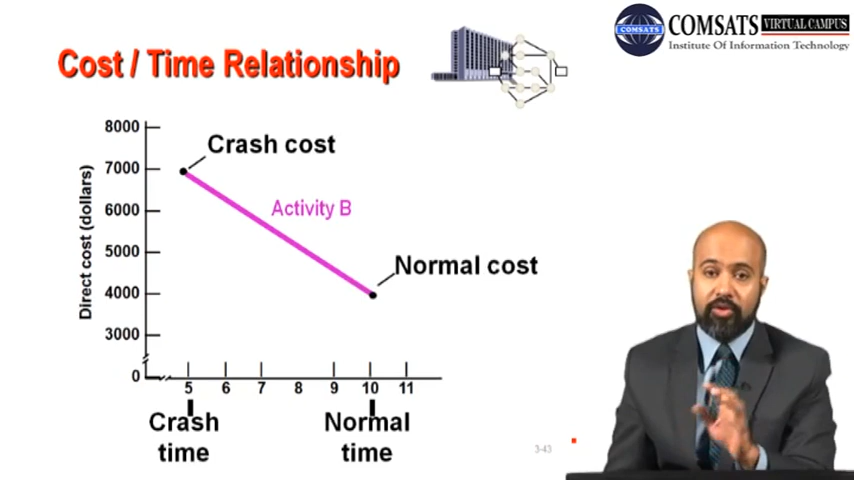 COMSATS VIRTUAL CAMPUS
COMSATS Institute Of Information Technology
Cost / Time Relationship
8000
7000
6000
5000
4000
3000
0
Direct cost (dollars)
Crash cost
Activity B
Normal cost
5 6 7 8 9 10 11
Crash time
Normal time
3-43